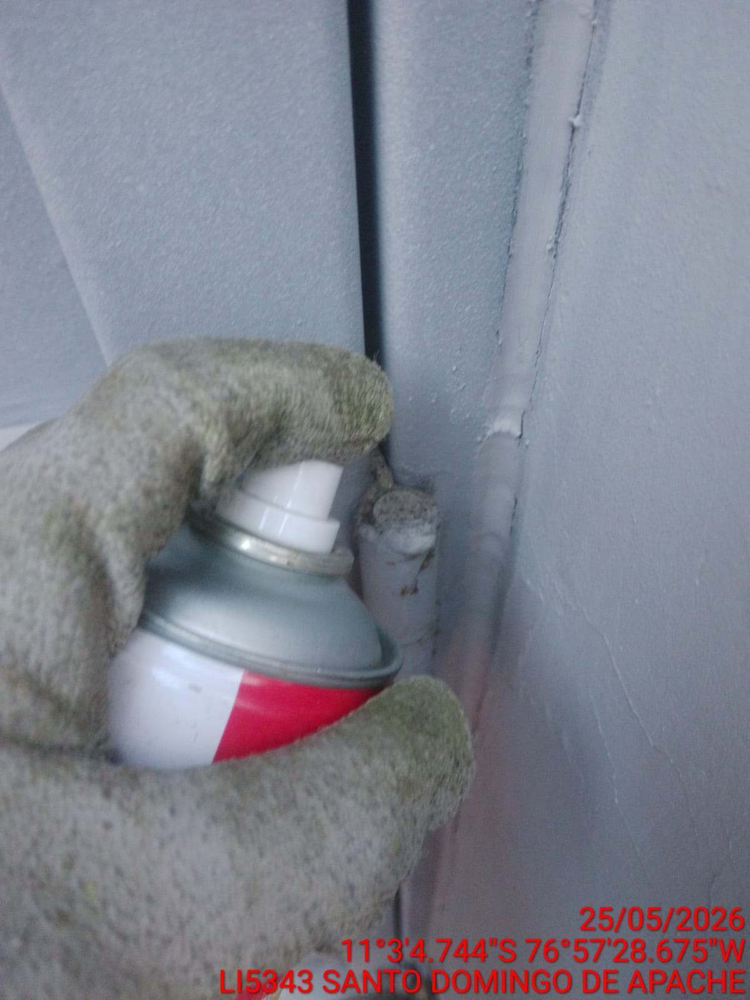 25/05/2026
11°3'4.744"S 76°57'28.675"W
LI5343 SANTO DOMINGO DE APACHE